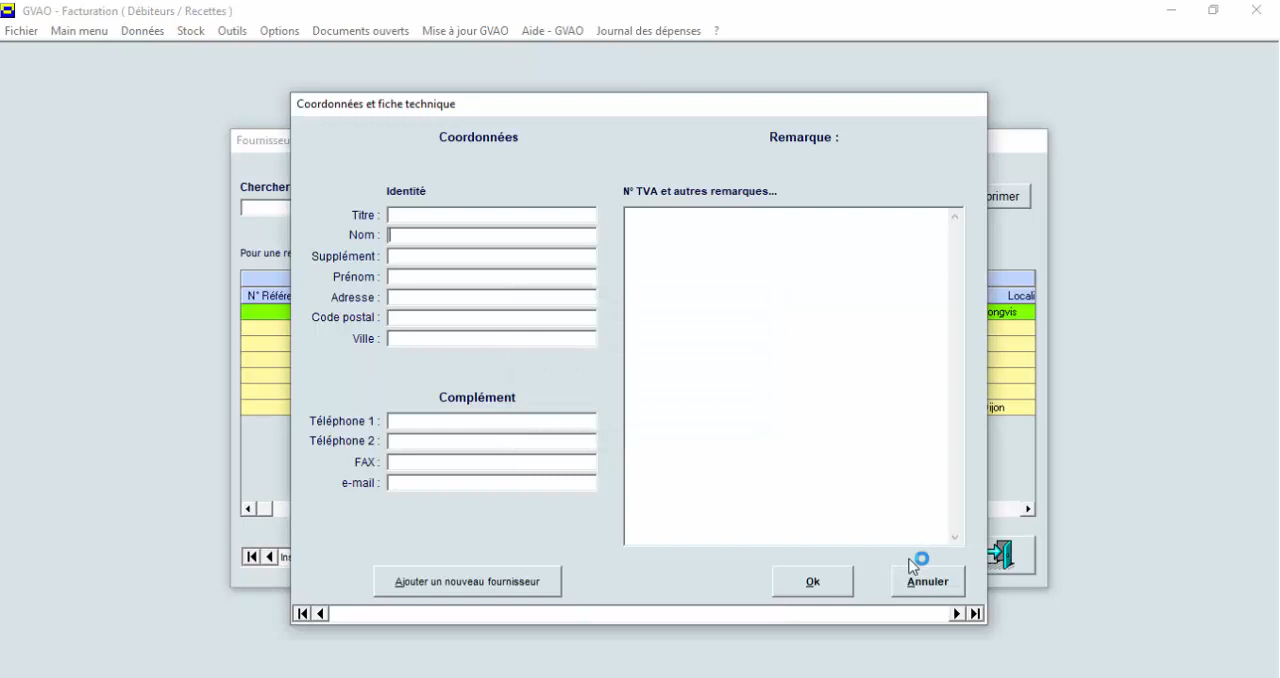 GVAO - Facturation ( Débiteurs / Recettes )
Fichier Main menu Données Stock Outils Options Documents ouverts Mise à jour GVAO Aide - GVAO Journal des dépenses ?
Coordonnées et fiche technique
Fournisseu
Coordonnées
Remarque :
Chercher
Identité
N° TVA et autres remarques...
primer
Titre :
Nom :
Pour une re
Supplément :
Prénom :
N° Référe
Adresse :
Locali
ongvis
Code postal :
Ville :
Complément
ijon
Téléphone 1 :
Téléphone 2 :
FAX :
e-mail :
Ins
Ajouter un nouveau fournisseur
Ok
Annuler